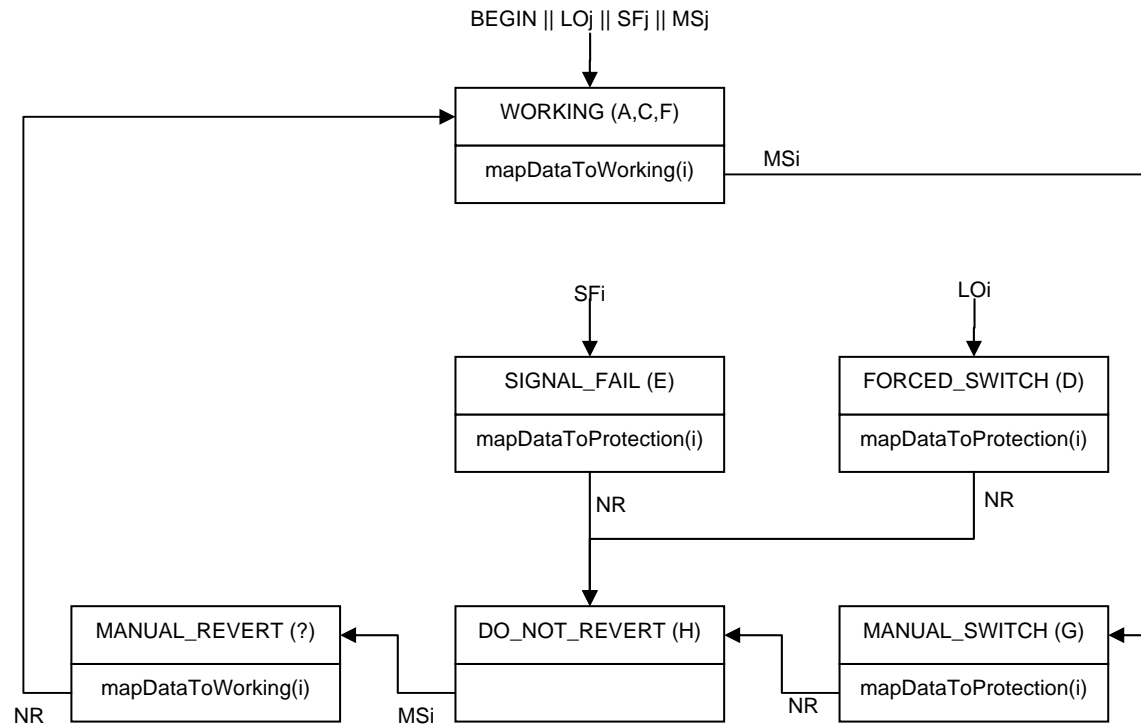 BEGIN || LOj || SFj || MSj
WORKING (A,C,F)
mapDataToWorking(i)
MSi
SFi
LOi
SIGNAL_FAIL (E)
FORCED_SWITCH (D)
mapDataToProtection(i)
mapDataToProtection(i)
NR
NR
MANUAL_REVERT (?)
DO_NOT_REVERT (H)
MANUAL_SWITCH (G)
mapDataToWorking(i)
mapDataToProtection(i)
NR
MSi
NR